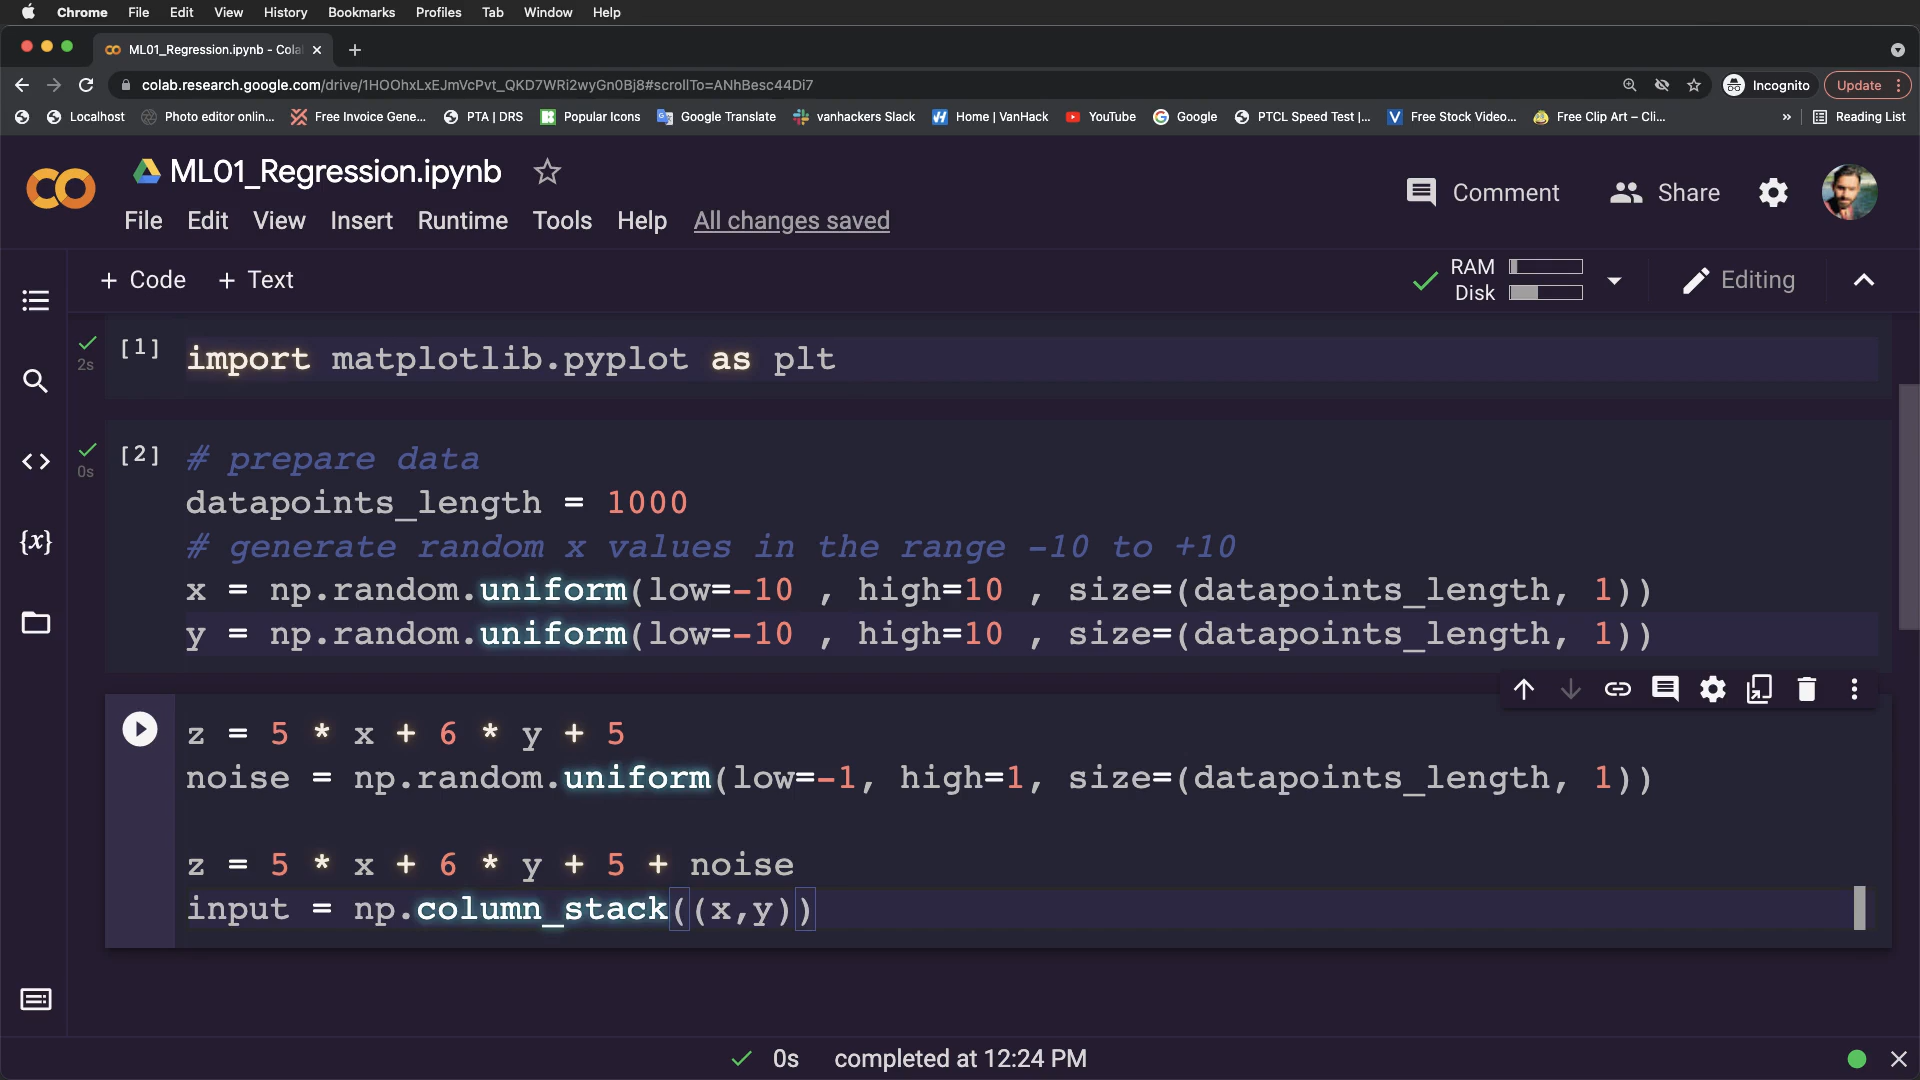 Chrome File Edit View History Bookmarks Profiles Tab Window Help
ML01_Regression.ipynb - Cola
colab.research.google.com/drive/1HOOhxLxEJmVcPvt_QKD7WRi2wyGn0Bj8#scrollTo=ANhBesc44Di7 Incognito Update
Localhost Photo editor onlin... Free Invoice Gene... PTA | DRS Popular Icons Google Translate vanhackers Slack Home | VanHack YouTube Google PTCL Speed Test |... Free Stock Video... Free Clip Art – Cli... » Reading List
ML01_Regression.ipynb
Comment Share
File Edit View Insert Runtime Tools Help All changes saved
+ Code + Text
RAM
Disk
Editing
[1] import matplotlib.pyplot as plt
2s
[2] # prepare data
0s
datapoints_length = 1000
# generate random x values in the range -10 to +10
x = np.random.uniform(low=-10 , high=10 , size=(datapoints_length, 1))
y = np.random.uniform(low=-10 , high=10 , size=(datapoints_length, 1))
z = 5 * x + 6 * y + 5
noise = np.random.uniform(low=-1, high=1, size=(datapoints_length, 1))
z = 5 * x + 6 * y + 5 + noise
input = np.column_stack((x,y))
0s completed at 12:24 PM